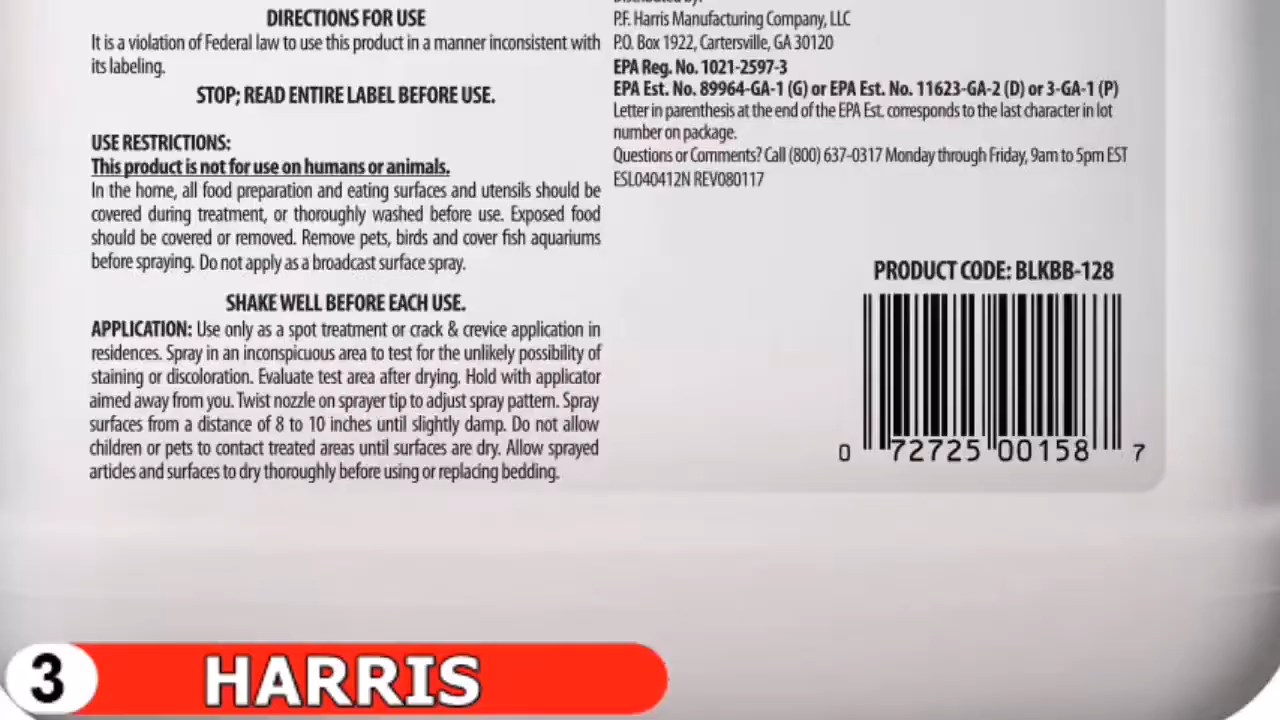 DIRECTIONS FOR USE
It is a violation of Federal law to use this product in a manner inconsistent with
its labeling.
STOP; READ ENTIRE LABEL BEFORE USE.
USE RESTRICTIONS:
This product is not for use on humans or animals.
In the home, all food preparation and eating surfaces and utensils should be
covered during treatment, or thoroughly washed before use. Exposed food
should be covered or removed. Remove pets, birds and cover fish aquariums
before spraying. Do not apply as a broadcast surface spray.
SHAKE WELL BEFORE EACH USE.
APPLICATION: Use only as a spot treatment or crack & crevice application in
residences. Spray in an inconspicuous area to test for the unlikely possibility of
staining or discoloration. Evaluate test area after drying. Hold with applicator
aimed away from you. Twist nozzle on sprayer tip to adjust spray pattern. Spray
surfaces from a distance of 8 to 10 inches until slightly damp. Do not allow
children or pets to contact treated areas until surfaces are dry. Allow sprayed
articles and surfaces to dry thoroughly before using or replacing bedding.
P.F. Harris Manufacturing Company, LLC
P.O. Box 1922, Cartersville, GA 30120
EPA Reg. No. 1021-2597-3
EPA Est. No. 89964-GA-1 (G) or EPA Est. No. 11623-GA-2 (D) or 3-GA-1 (P)
Letter in parenthesis at the end of the EPA Est. corresponds to the last character in lot
number on package.
Questions or Comments? Call (800) 637-0317 Monday through Friday, 9am to 5pm EST
ESL040412N REV080117
PRODUCT CODE: BLKBB-128
0 72725 00158 7
3 HARRIS